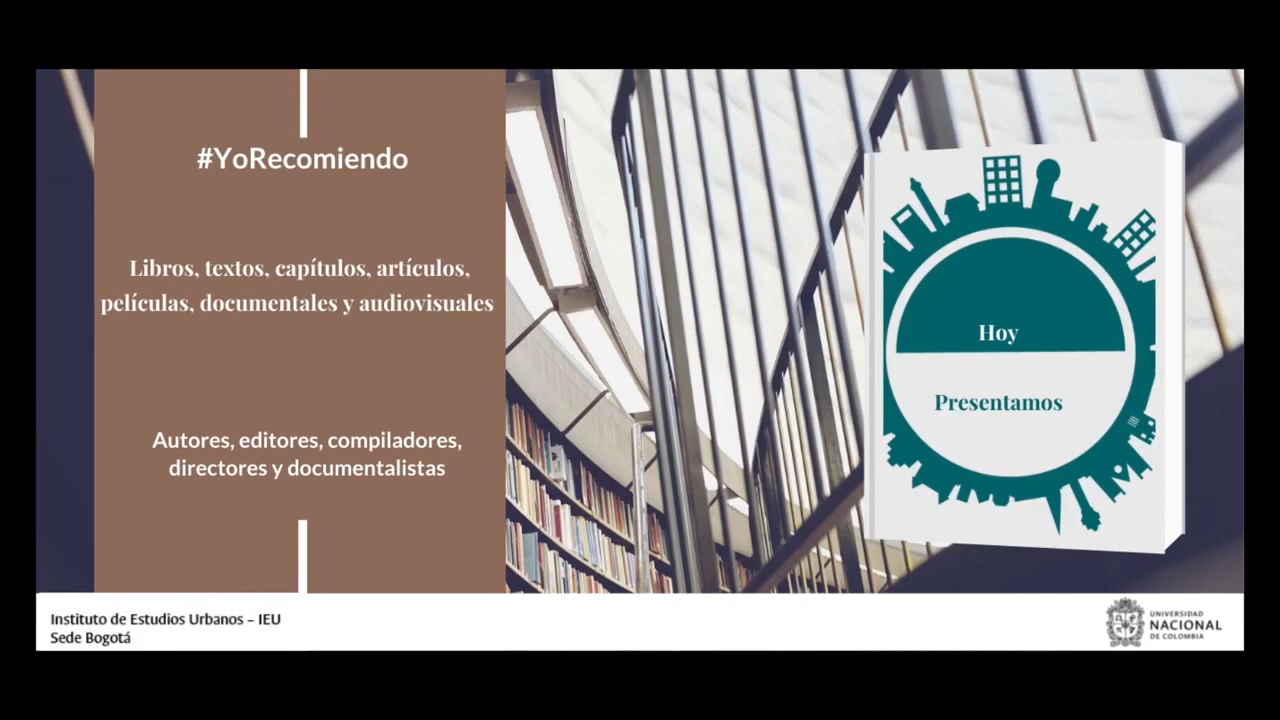 #YoRecomiendo
Libros, textos, capítulos, artículos,
películas, documentales y audiovisuales
Autores, editores, compiladores,
directores y documentalistas
Hoy
Presentamos
Instituto de Estudios Urbanos – IEU
Sede Bogotá
UNIVERSIDAD
NACIONAL
DE COLOMBIA